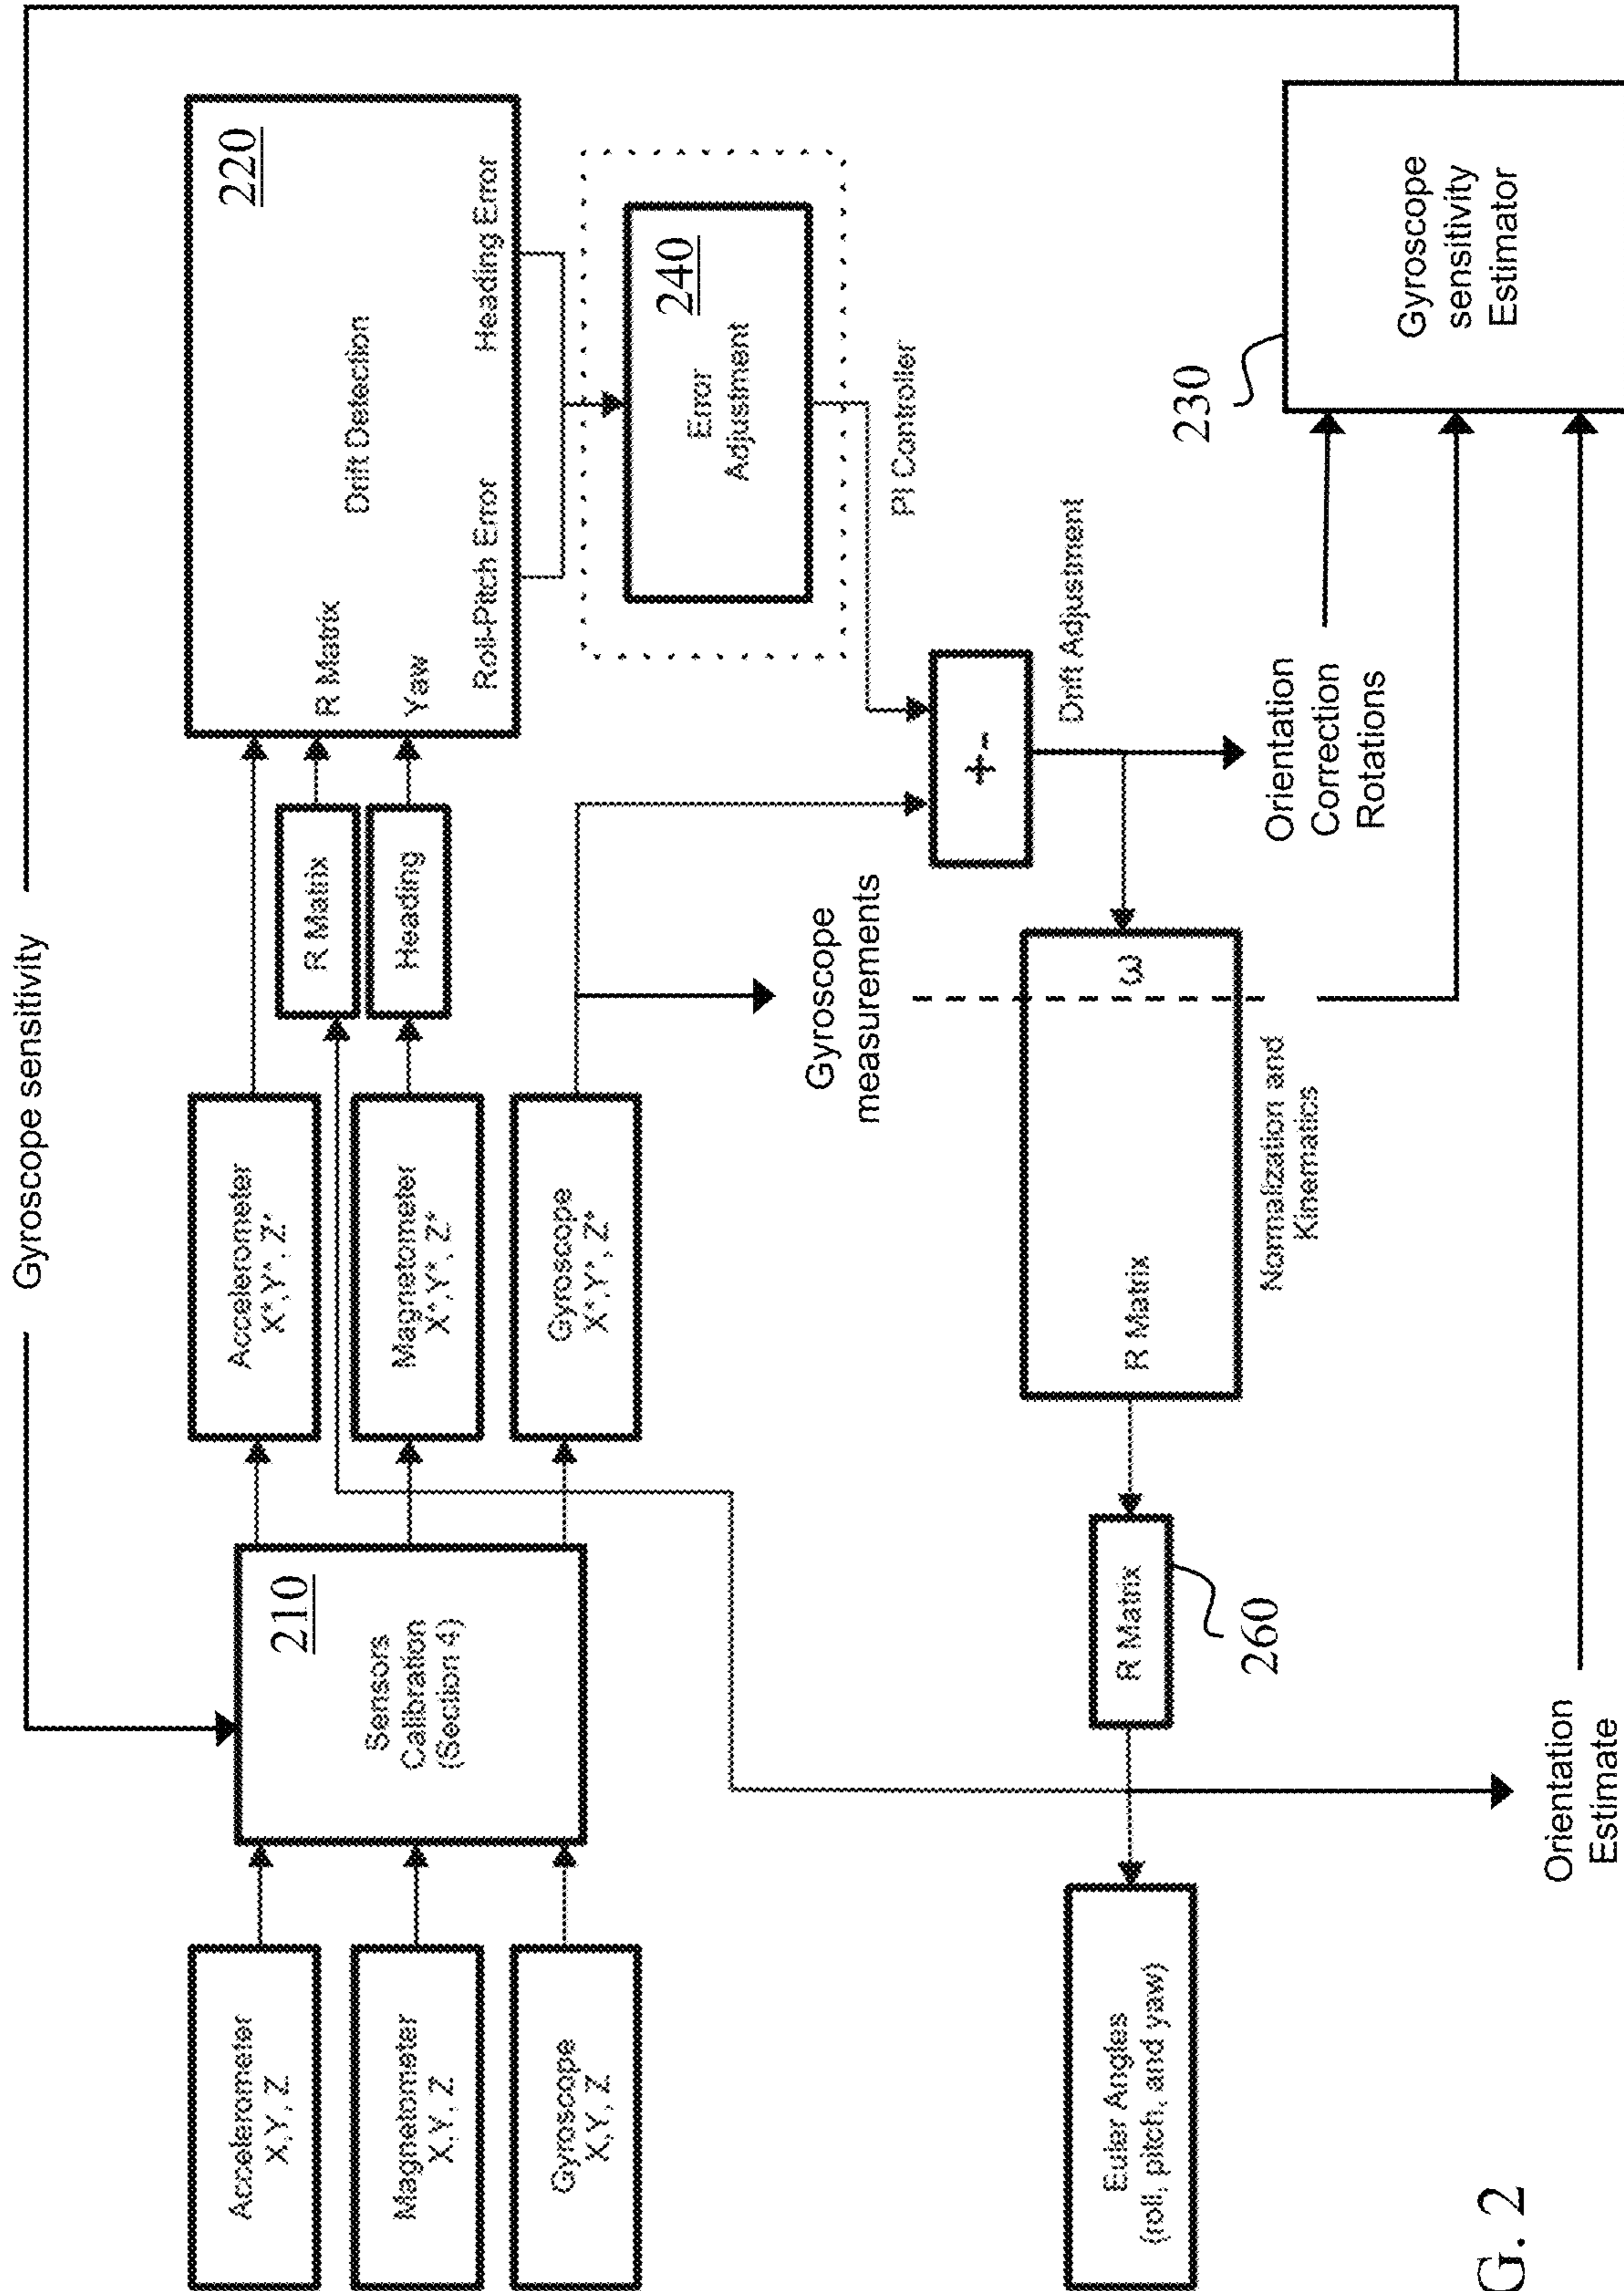 Gyroscope sensitivity
Accelerometer
X, Y, Z
Magnetometer
X, Y, Z
Gyroscope
X, Y, Z
210
Sensors
Calibration
(Section 4)
Accelerometer
X*, Y*, Z*
Magnetometer
X*, Y*, Z*
Gyroscope
X*, Y*, Z*
R Matrix
Heading
220
Drift Detection
R Matrix
Yaw
Roll-Pitch Error
Heading Error
240
Error
Adjustment
PI Controller
Gyroscope
measurements
+-
Drift Adjustment
Euler Angles
(roll, pitch, and yaw)
R Matrix
260
R Matrix
ω
Normalization and
Kinematics
Orientation
Correction
Rotations
230
Gyroscope
sensitivity
Estimator
Orientation
Estimate
G. 2